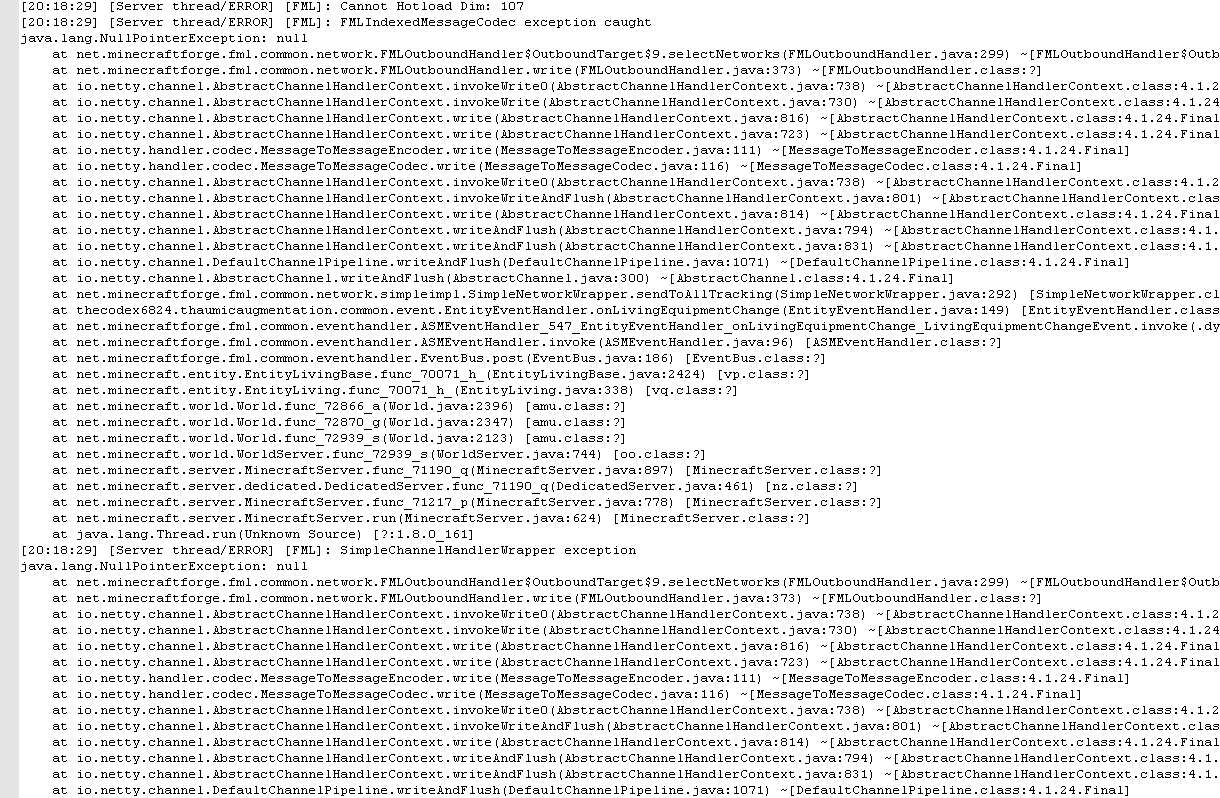 [20:18:29] [Server thread/ERROR] [FML]: Cannot Hotload Dim: 107
[20:18:29] [Server thread/ERROR] [FML]: FMLIndexedMessageCodec exception caught
java.lang.NullPointerException: null
at net.minecraftforge.fml.common.network.FMLOutboundHandler$OutboundTarget$9.selectNetworks(FMLOutboundHandler.java:299) ~[FMLOutboundHandler$Outb
at net.minecraftforge.fml.common.network.FMLOutboundHandler.write(FMLOutboundHandler.java:373) ~[FMLOutboundHandler.class:?]
at io.netty.channel.AbstractChannelHandlerContext.invokeWrite0(AbstractChannelHandlerContext.java:738) ~[AbstractChannelHandlerContext.class:4.1.2
at io.netty.channel.AbstractChannelHandlerContext.invokeWrite(AbstractChannelHandlerContext.java:730) ~[AbstractChannelHandlerContext.class:4.1.24
at io.netty.channel.AbstractChannelHandlerContext.write(AbstractChannelHandlerContext.java:816) ~[AbstractChannelHandlerContext.class:4.1.24.Final
at io.netty.channel.AbstractChannelHandlerContext.write(AbstractChannelHandlerContext.java:723) ~[AbstractChannelHandlerContext.class:4.1.24.Final
at io.netty.handler.codec.MessageToMessageEncoder.write(MessageToMessageEncoder.java:111) ~[MessageToMessageEncoder.class:4.1.24.Final]
at io.netty.handler.codec.MessageToMessageCodec.write(MessageToMessageCodec.java:116) ~[MessageToMessageCodec.class:4.1.24.Final]
at io.netty.channel.AbstractChannelHandlerContext.invokeWrite0(AbstractChannelHandlerContext.java:738) ~[AbstractChannelHandlerContext.class:4.1.2
at io.netty.channel.AbstractChannelHandlerContext.invokeWriteAndFlush(AbstractChannelHandlerContext.java:801) ~[AbstractChannelHandlerContext.clas
at io.netty.channel.AbstractChannelHandlerContext.write(AbstractChannelHandlerContext.java:814) ~[AbstractChannelHandlerContext.class:4.1.24.Final
at io.netty.channel.AbstractChannelHandlerContext.writeAndFlush(AbstractChannelHandlerContext.java:794) ~[AbstractChannelHandlerContext.class:4.1.
at io.netty.channel.AbstractChannelHandlerContext.writeAndFlush(AbstractChannelHandlerContext.java:831) ~[AbstractChannelHandlerContext.class:4.1.
at io.netty.channel.DefaultChannelPipeline.writeAndFlush(DefaultChannelPipeline.java:1071) ~[DefaultChannelPipeline.class:4.1.24.Final]
at io.netty.channel.AbstractChannel.writeAndFlush(AbstractChannel.java:300) ~[AbstractChannel.class:4.1.24.Final]
at net.minecraftforge.fml.common.network.simpleimpl.SimpleNetworkWrapper.sendToAllTracking(SimpleNetworkWrapper.java:292) [SimpleNetworkWrapper.cl
at thecodex6824.thaumicaugmentation.common.event.EntityEventHandler.onLivingEquipmentChange(EntityEventHandler.java:149) [EntityEventHandler.class
at net.minecraftforge.fml.common.eventhandler.ASMEventHandler_547_EntityEventHandler_onLivingEquipmentChange_LivingEquipmentChangeEvent.invoke(.dy
at net.minecraftforge.fml.common.eventhandler.ASMEventHandler.invoke(ASMEventHandler.java:96) [ASMEventHandler.class:?]
at net.minecraftforge.fml.common.eventhandler.EventBus.post(EventBus.java:186) [EventBus.class:?]
at net.minecraft.entity.EntityLivingBase.func_70071_h_(EntityLivingBase.java:2424) [vp.class:?]
at net.minecraft.entity.EntityLiving.func_70071_h_(EntityLiving.java:338) [vq.class:?]
at net.minecraft.world.World.func_72866_a(World.java:2396) [amu.class:?]
at net.minecraft.world.World.func_72870_g(World.java:2347) [amu.class:?]
at net.minecraft.world.World.func_72939_s(World.java:2123) [amu.class:?]
at net.minecraft.world.WorldServer.func_72939_s(WorldServer.java:744) [oo.class:?]
at net.minecraft.server.MinecraftServer.func_71190_q(MinecraftServer.java:897) [MinecraftServer.class:?]
at net.minecraft.server.dedicated.DedicatedServer.func_71190_q(DedicatedServer.java:461) [nz.class:?]
at net.minecraft.server.MinecraftServer.func_71217_p(MinecraftServer.java:778) [MinecraftServer.class:?]
at net.minecraft.server.MinecraftServer.run(MinecraftServer.java:624) [MinecraftServer.class:?]
at java.lang.Thread.run(Unknown Source) [?:1.8.0_161]
[20:18:29] [Server thread/ERROR] [FML]: SimpleChannelHandlerWrapper exception
java.lang.NullPointerException: null
at net.minecraftforge.fml.common.network.FMLOutboundHandler$OutboundTarget$9.selectNetworks(FMLOutboundHandler.java:299) ~[FMLOutboundHandler$Outb
at net.minecraftforge.fml.common.network.FMLOutboundHandler.write(FMLOutboundHandler.java:373) ~[FMLOutboundHandler.class:?]
at io.netty.channel.AbstractChannelHandlerContext.invokeWrite0(AbstractChannelHandlerContext.java:738) ~[AbstractChannelHandlerContext.class:4.1.2
at io.netty.channel.AbstractChannelHandlerContext.invokeWrite(AbstractChannelHandlerContext.java:730) ~[AbstractChannelHandlerContext.class:4.1.24
at io.netty.channel.AbstractChannelHandlerContext.write(AbstractChannelHandlerContext.java:816) ~[AbstractChannelHandlerContext.class:4.1.24.Final
at io.netty.channel.AbstractChannelHandlerContext.write(AbstractChannelHandlerContext.java:723) ~[AbstractChannelHandlerContext.class:4.1.24.Final
at io.netty.handler.codec.MessageToMessageEncoder.write(MessageToMessageEncoder.java:111) ~[MessageToMessageEncoder.class:4.1.24.Final]
at io.netty.handler.codec.MessageToMessageCodec.write(MessageToMessageCodec.java:116) ~[MessageToMessageCodec.class:4.1.24.Final]
at io.netty.channel.AbstractChannelHandlerContext.invokeWrite0(AbstractChannelHandlerContext.java:738) ~[AbstractChannelHandlerContext.class:4.1.2
at io.netty.channel.AbstractChannelHandlerContext.invokeWriteAndFlush(AbstractChannelHandlerContext.java:801) ~[AbstractChannelHandlerContext.clas
at io.netty.channel.AbstractChannelHandlerContext.write(AbstractChannelHandlerContext.java:814) ~[AbstractChannelHandlerContext.class:4.1.24.Final
at io.netty.channel.AbstractChannelHandlerContext.writeAndFlush(AbstractChannelHandlerContext.java:794) ~[AbstractChannelHandlerContext.class:4.1.
at io.netty.channel.AbstractChannelHandlerContext.writeAndFlush(AbstractChannelHandlerContext.java:831) ~[AbstractChannelHandlerContext.class:4.1.
at io.netty.channel.DefaultChannelPipeline.writeAndFlush(DefaultChannelPipeline.java:1071) ~[DefaultChannelPipeline.class:4.1.24.Final]